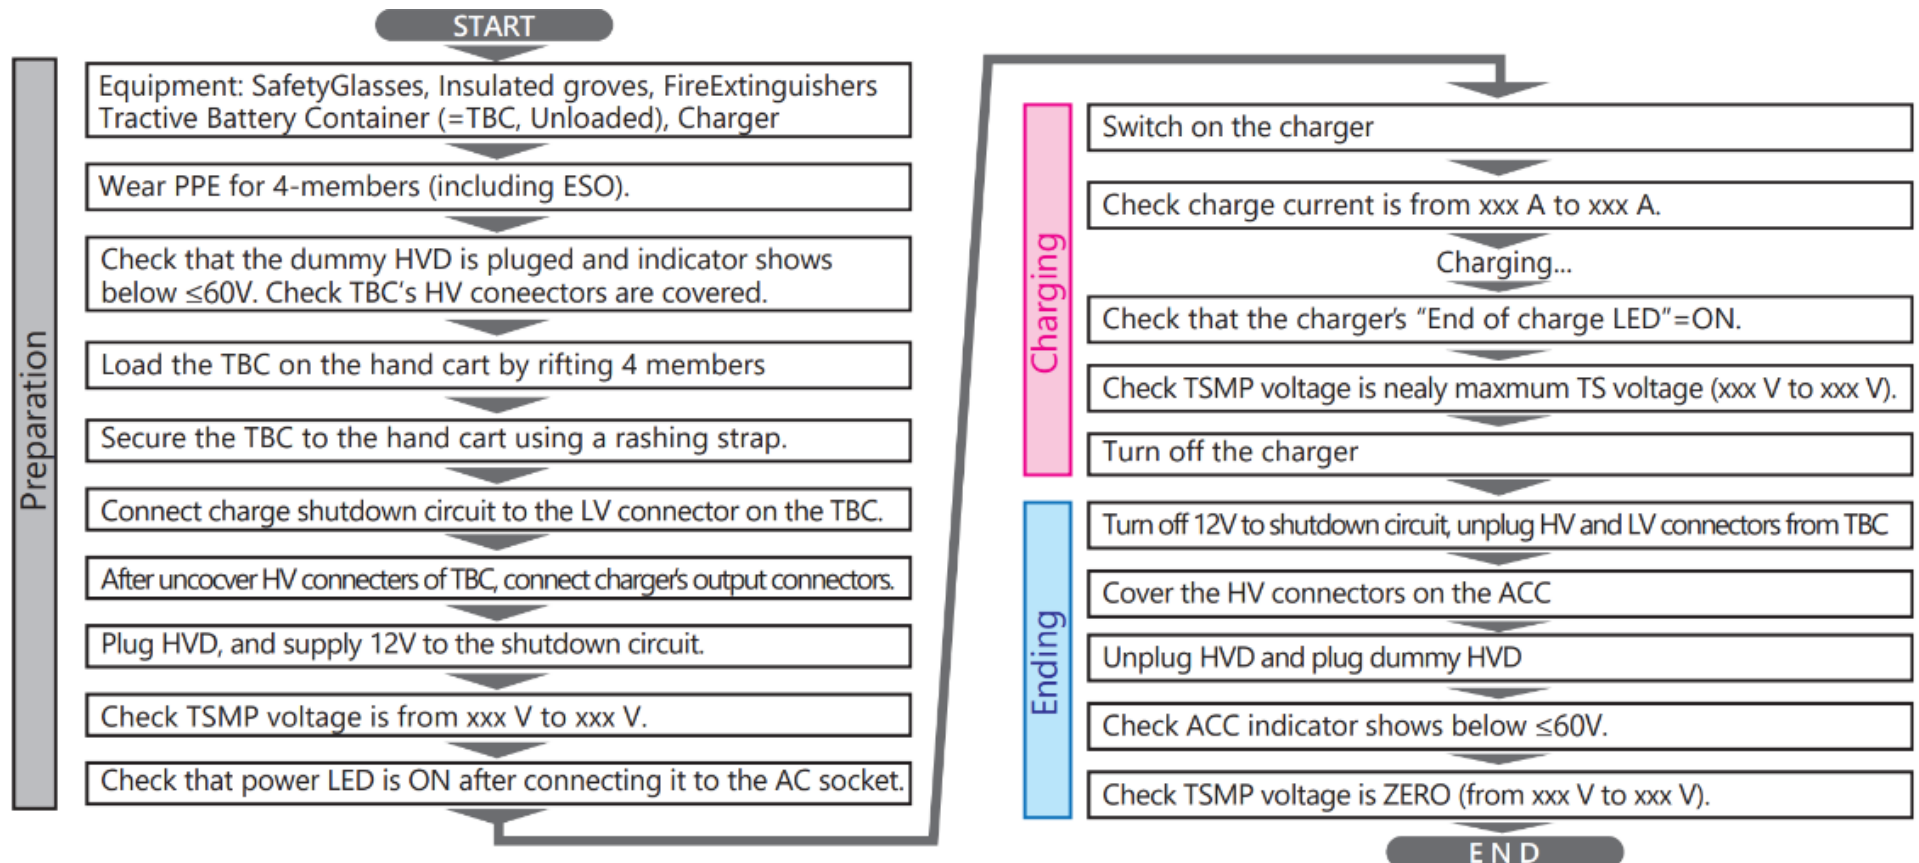 START
Preparation
Equipment: SafetyGlasses, Insulated groves, FireExtinguishers
Tractive Battery Container (=TBC, Unloaded), Charger
Wear PPE for 4-members (including ESO).
Check that the dummy HVD is pluged and indicator shows
below ≤60V. Check TBC's HV coneectors are covered.
Load the TBC on the hand cart by rifting 4 members
Secure the TBC to the hand cart using a rashing strap.
Connect charge shutdown circuit to the LV connector on the TBC.
After uncocver HV connecters of TBC, connect charger's output connectors.
Plug HVD, and supply 12V to the shutdown circuit.
Check TSMP voltage is from xxx V to xxx V.
Check that power LED is ON after connecting it to the AC socket.
Charging
Switch on the charger
Check charge current is from xxx A to xxx A.
Charging...
Check that the charger's "End of charge LED"=ON.
Check TSMP voltage is nealy maxmum TS voltage (xxx V to xxx V).
Turn off the charger
Ending
Turn off 12V to shutdown circuit, unplug HV and LV connectors from TBC
Cover the HV connectors on the ACC
Unplug HVD and plug dummy HVD
Check ACC indicator shows below ≤60V.
Check TSMP voltage is ZERO (from xxx V to xxx V).
END